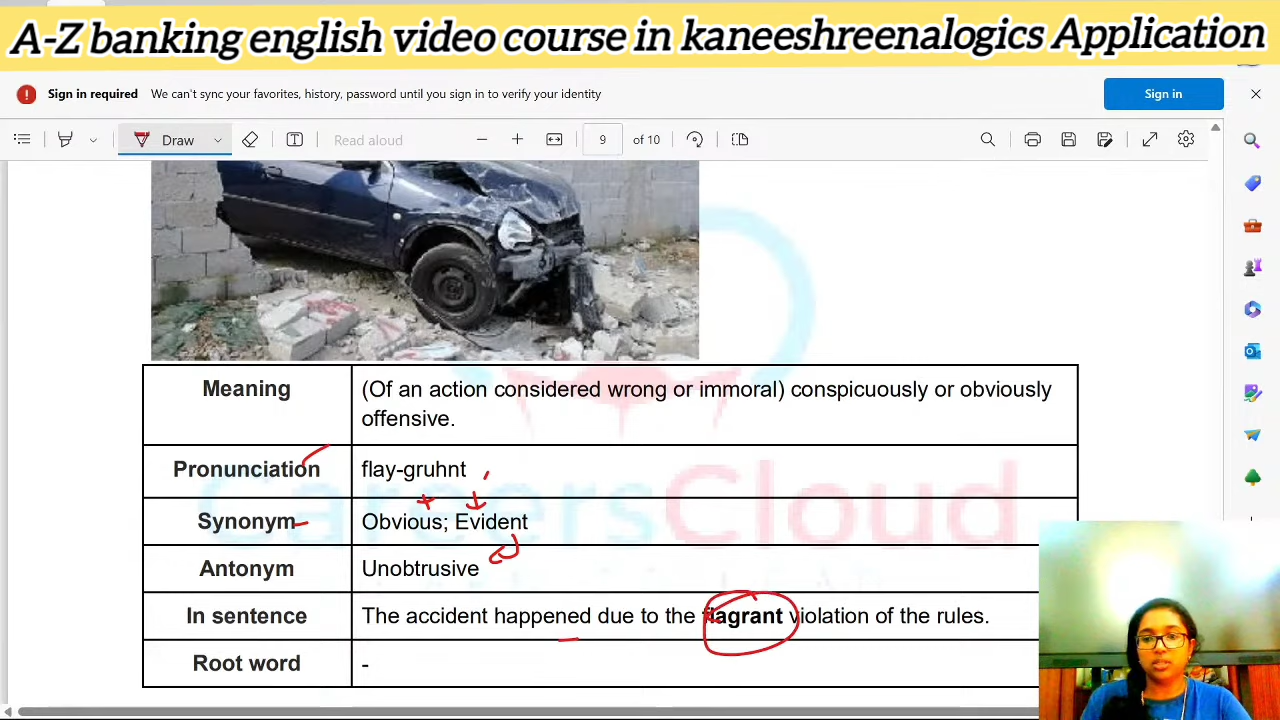 A-Z banking english video course in kaneeshreenalogics Application
Sign in required We can't sync your favorites, history, password until you sign in to verify your identity
Sign in
Draw
Read aloud
9 of 10
Meaning
(Of an action considered wrong or immoral) conspicuously or obviously
offensive.
Pronunciation
flay-gruhnt
Synonym
Obvious; Evident
Antonym
Unobtrusive
In sentence
The accident happened due to the flagrant violation of the rules.
Root word
-
CareersCloud